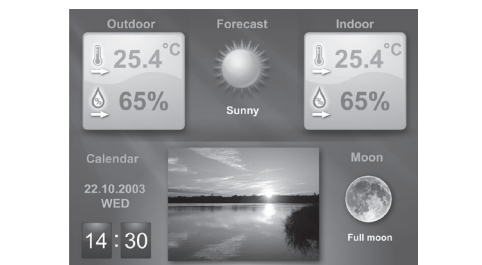 Outdoor
25.4°C
65%
Forecast
Sunny
Indoor
25.4°C
65%
Calendar
22.10.2003
WED
14:30
Moon
Full moon